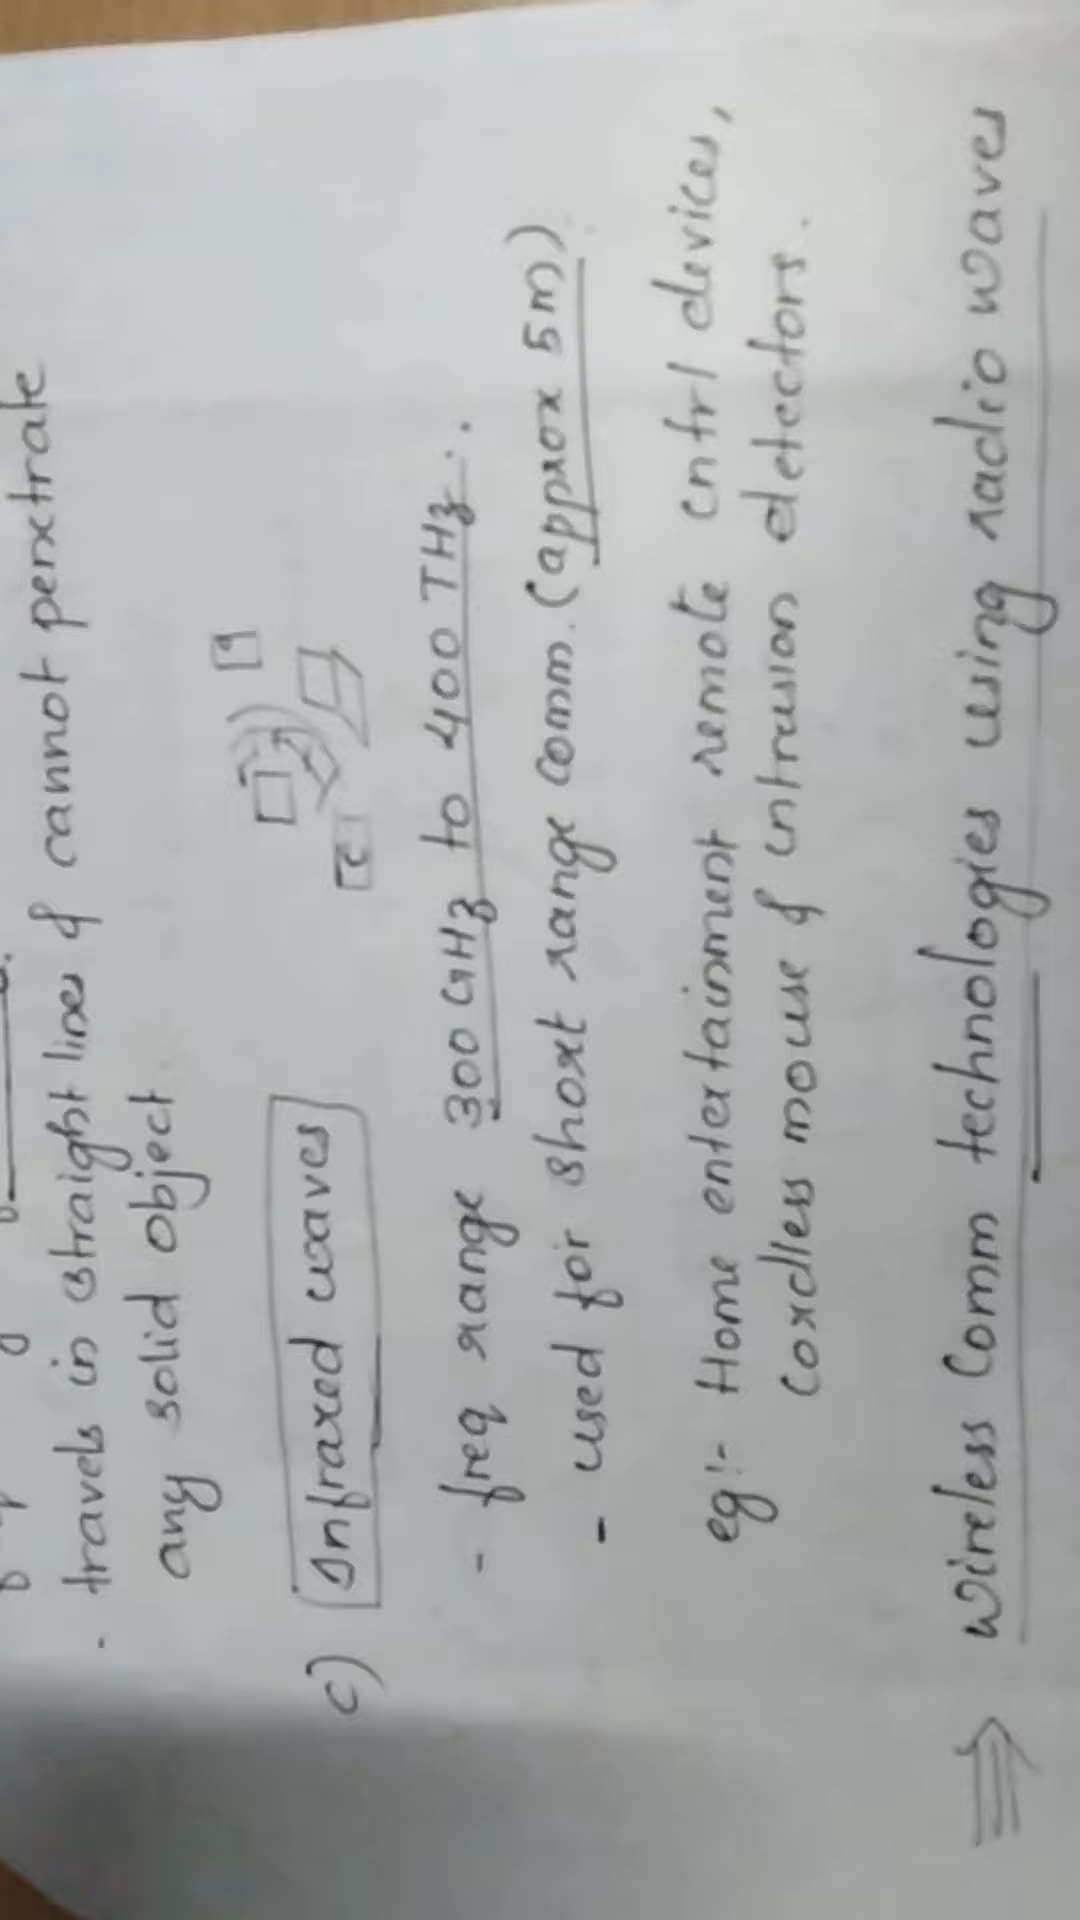 - travels in straight lines & cannot penetrate
any solid object
c) Infrared waves
- freq range 300 GHz to 400 THz.
- used for short range comm. (approx 5m)
eg:- Home entertainment remote cntrl devices,
cordless mouse & intrusion detectors.
⇒ wireless comm technologies using radio waves